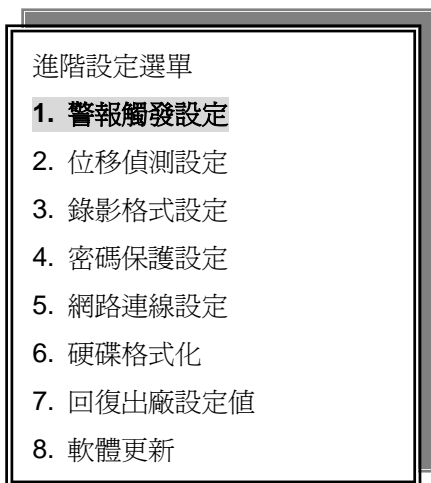 進階設定選單
1. 警報觸發設定
2. 位移偵測設定
3. 錄影格式設定
4. 密碼保護設定
5. 網路連線設定
6. 硬碟格式化
7. 回復出廠設定值
8. 軟體更新